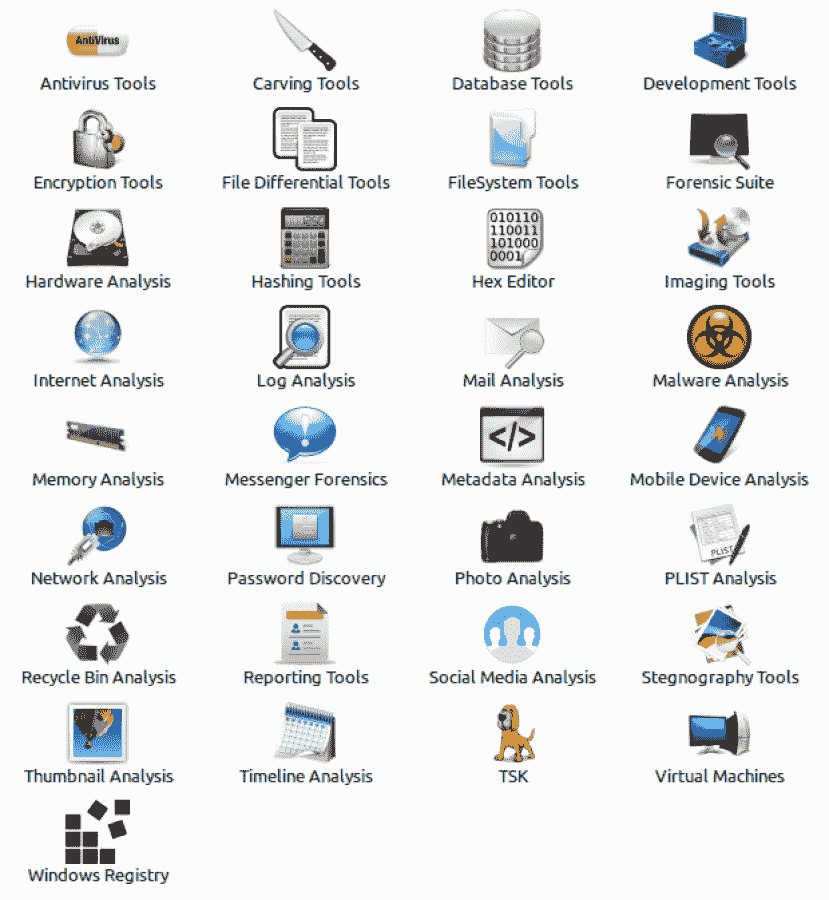 AntiVirus
Antivirus Tools
Carving Tools
Database Tools
Development Tools
Encryption Tools
File Differential Tools
FileSystem Tools
Forensic Suite
010110
110011
101000
0001
Hardware Analysis
Hashing Tools
Hex Editor
Imaging Tools
Internet Analysis
Log Analysis
Mail Analysis
Malware Analysis
</>
Memory Analysis
Messenger Forensics
Metadata Analysis
Mobile Device Analysis
PLIST
Network Analysis
Password Discovery
Photo Analysis
PLIST Analysis
Recycle Bin Analysis
Reporting Tools
Social Media Analysis
Stegnography Tools
Thumbnail Analysis
Timeline Analysis
TSK
Virtual Machines
Windows Registry